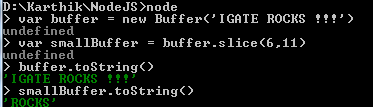 D:\Karthik\NodeJS>node
> var buffer = new Buffer('IGATE ROCKS !!!')
undefined
> var smallBuffer = buffer.slice(6,11)
undefined
> buffer.toString()
'IGATE ROCKS !!!'
> smallBuffer.toString()
'ROCKS'